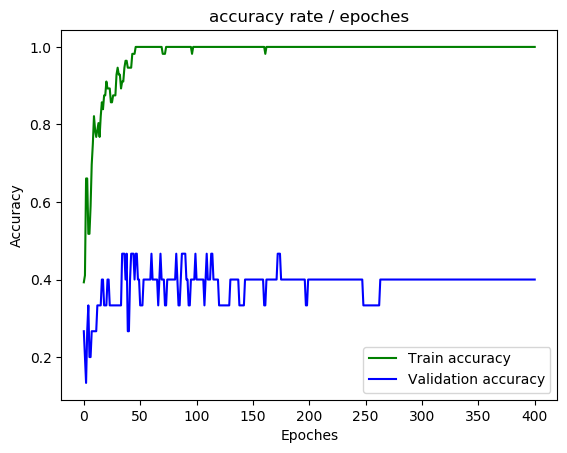 accuracy rate / epoches
1.0
0.8
0.6
0.4
0.2
Accuracy
0 50 100 150 200 250 300 350 400
Epoches
Train accuracy
Validation accuracy